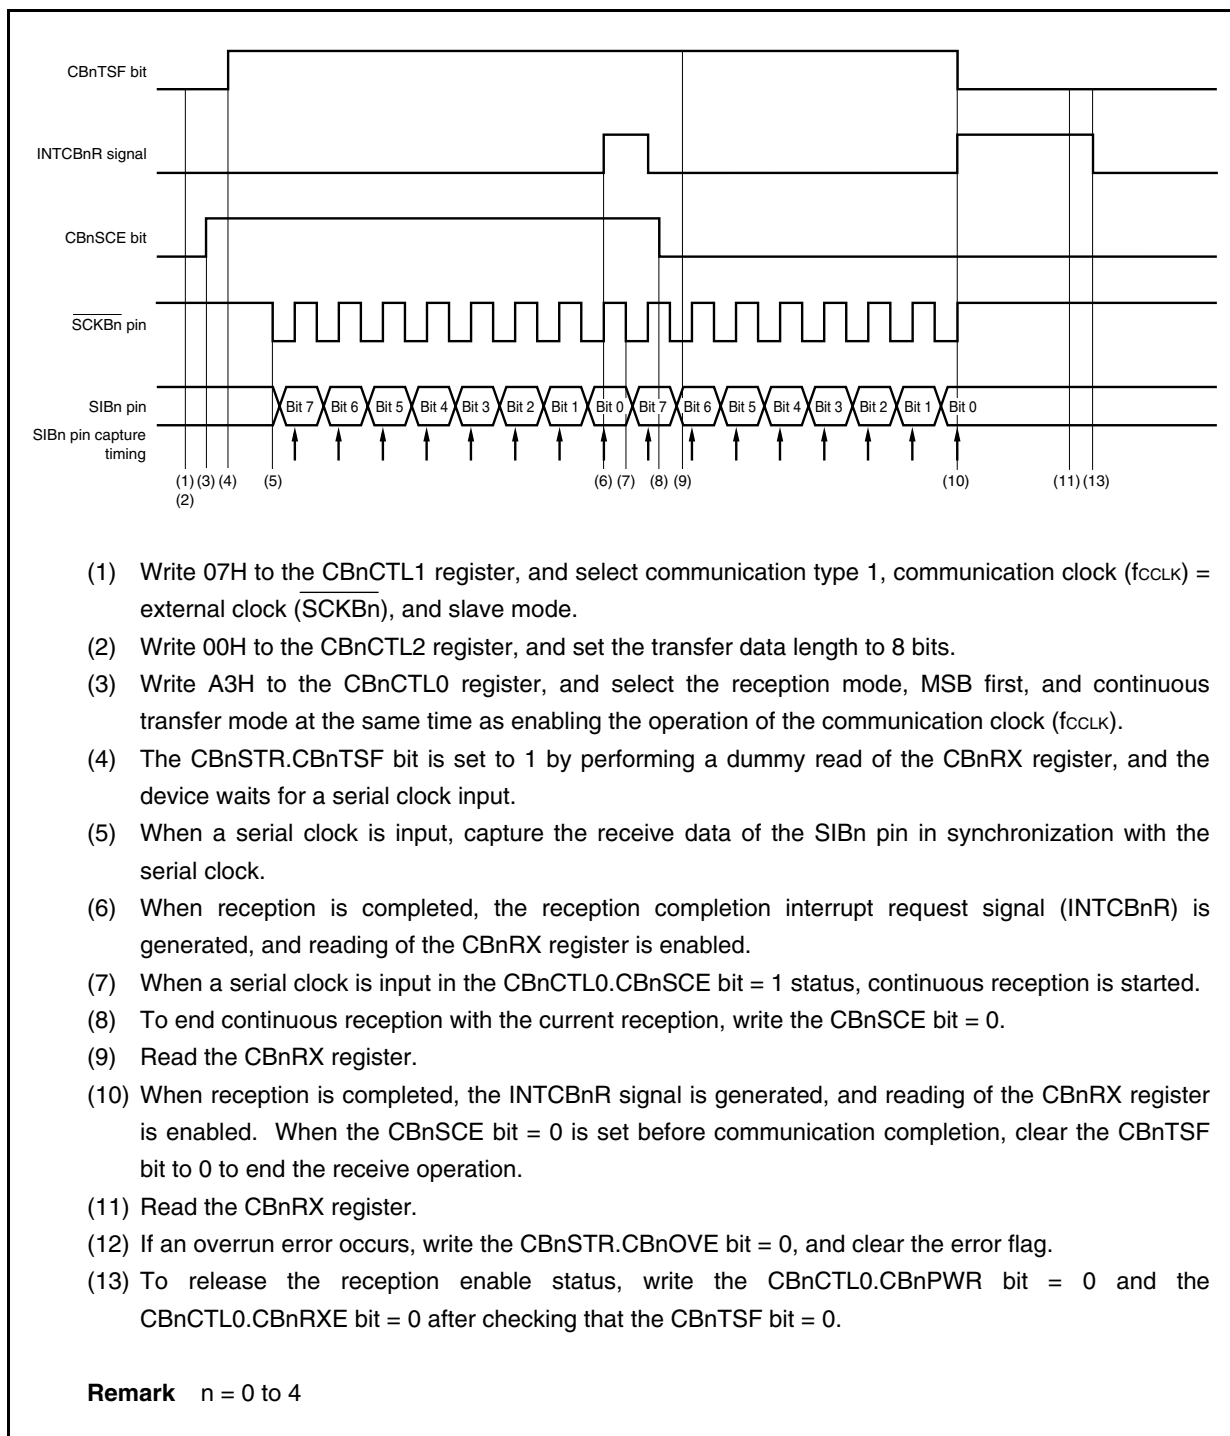 CBnTSF bit
INTCBnR signal
CBnSCE bit
SCKBn pin
SIBn pin
Bit 7 Bit 6 Bit 5 Bit 4 Bit 3 Bit 2 Bit 1 Bit 0 Bit 7 Bit 6 Bit 5 Bit 4 Bit 3 Bit 2 Bit 1 Bit 0
SIBn pin capture
timing
(1) (3) (4) (5) (6) (7) (8) (9) (10) (11) (13)
(2)
(1) Write 07H to the CBnCTL1 register, and select communication type 1, communication clock (fCCLK) =
external clock (SCKBn), and slave mode.
(2) Write 00H to the CBnCTL2 register, and set the transfer data length to 8 bits.
(3) Write A3H to the CBnCTL0 register, and select the reception mode, MSB first, and continuous
transfer mode at the same time as enabling the operation of the communication clock (fCCLK).
(4) The CBnSTR.CBnTSF bit is set to 1 by performing a dummy read of the CBnRX register, and the
device waits for a serial clock input.
(5) When a serial clock is input, capture the receive data of the SIBn pin in synchronization with the
serial clock.
(6) When reception is completed, the reception completion interrupt request signal (INTCBnR) is
generated, and reading of the CBnRX register is enabled.
(7) When a serial clock is input in the CBnCTL0.CBnSCE bit = 1 status, continuous reception is started.
(8) To end continuous reception with the current reception, write the CBnSCE bit = 0.
(9) Read the CBnRX register.
(10) When reception is completed, the INTCBnR signal is generated, and reading of the CBnRX register
is enabled. When the CBnSCE bit = 0 is set before communication completion, clear the CBnTSF
bit to 0 to end the receive operation.
(11) Read the CBnRX register.
(12) If an overrun error occurs, write the CBnSTR.CBnOVE bit = 0, and clear the error flag.
(13) To release the reception enable status, write the CBnCTL0.CBnPWR bit = 0 and the
CBnCTL0.CBnRXE bit = 0 after checking that the CBnTSF bit = 0.
Remark n = 0 to 4